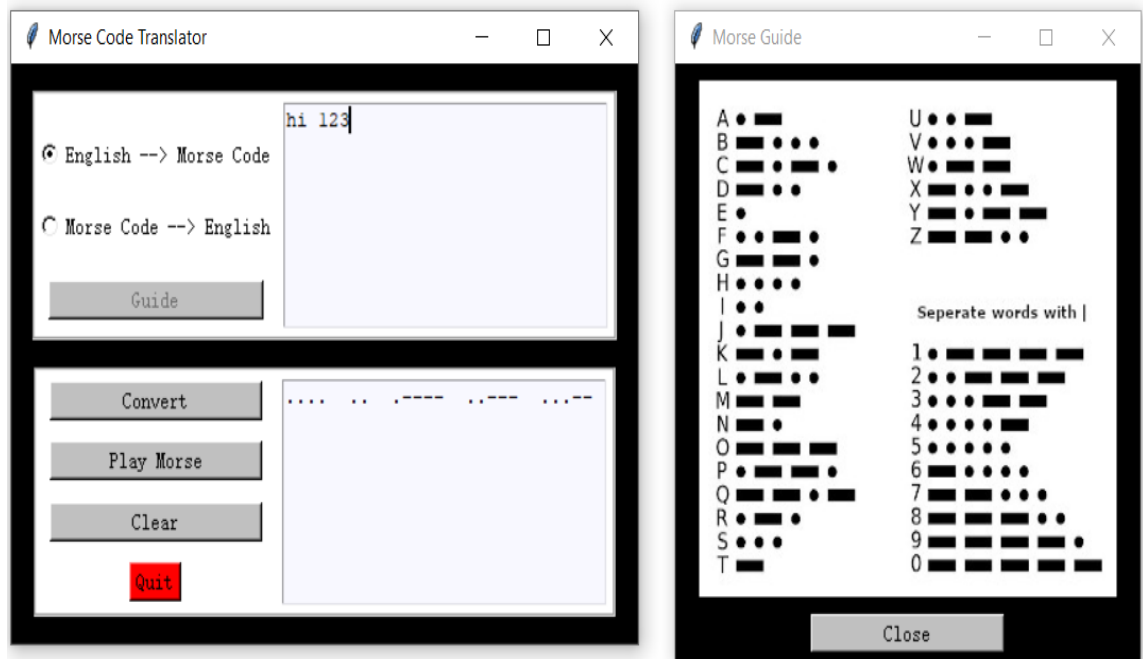 Morse Code Translator
hi 123
English --> Morse Code
Morse Code --> English
Guide
Convert
.... .. .---- ..--- ...--
Play Morse
Clear
Quit
Morse Guide
A
B
C
D
E
F
G
H
I
J
K
L
M
N
O
P
Q
R
S
T
U
V
W
X
Y
Z
Seperate words with |
1
2
3
4
5
6
7
8
9
0
Close